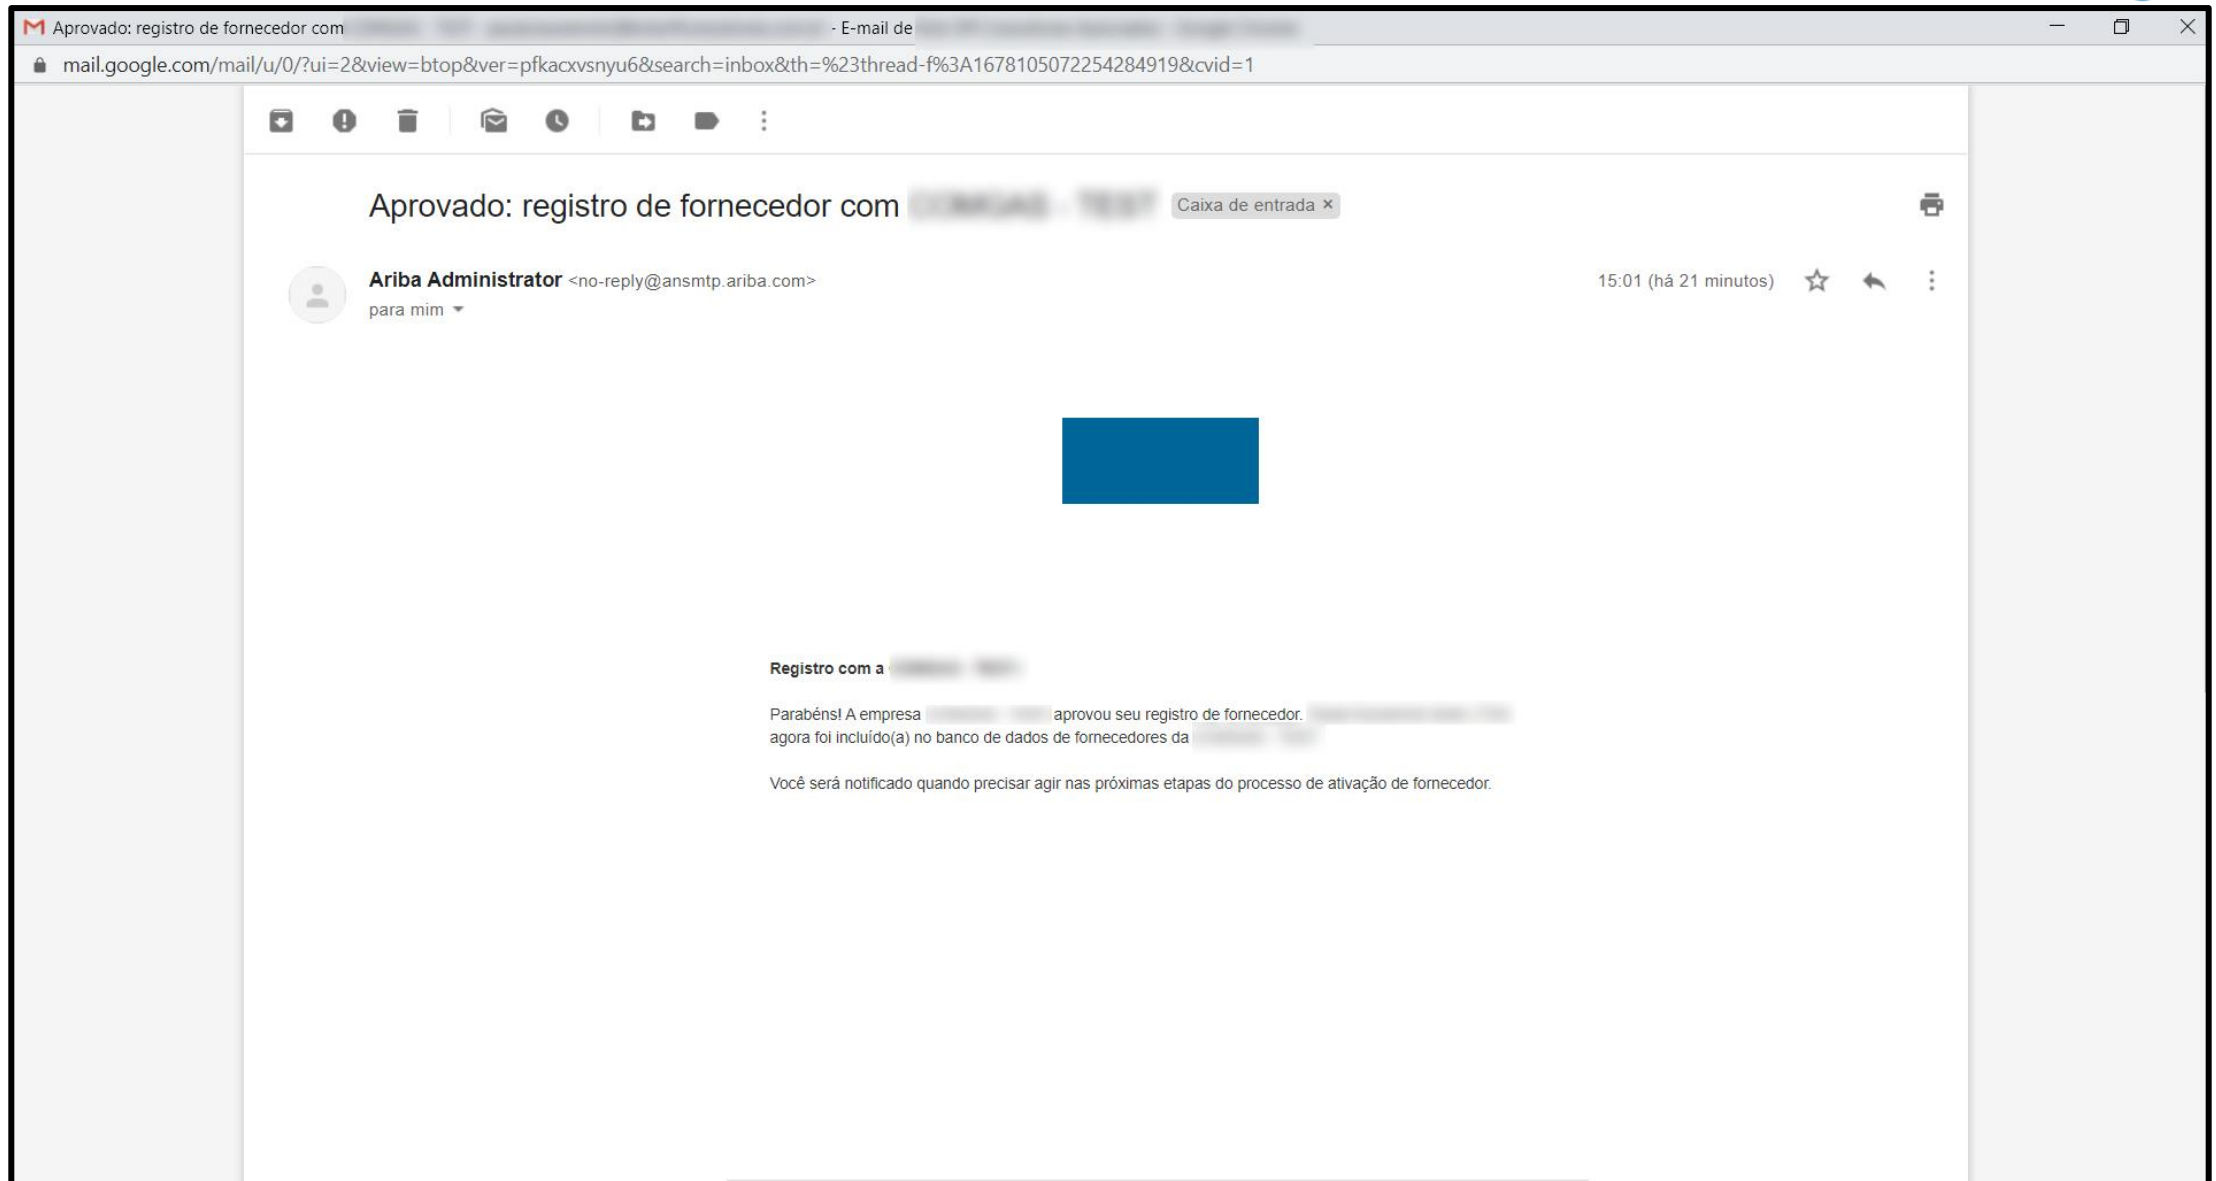 Aprovado: registro de fornecedor com - E-mail de
mail.google.com/mail/u/0/?ui=2&view=btop&ver=pfkacxvsnyu6&search=inbox&th=%23thread-f%3A1678105072254284919&cvid=1
Aprovado: registro de fornecedor com Caixa de entrada ×
Ariba Administrator <no-reply@ansmtp.ariba.com> 15:01 (há 21 minutos)
para mim
Registro com a
Parabéns! A empresa aprovou seu registro de fornecedor.
agora foi incluído(a) no banco de dados de fornecedores da
Você será notificado quando precisar agir nas próximas etapas do processo de ativação de fornecedor.